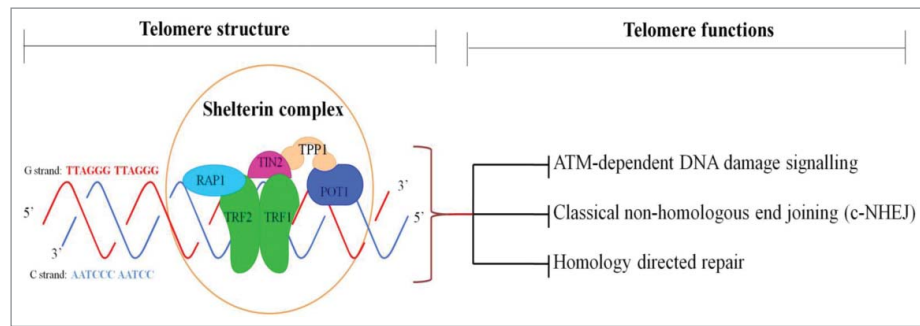 Telomere structure
Telomere functions
Shelterin complex
TPP1
TIN2
G strand: TTAGGG TTAGGG
RAP1
POT1
3’
5’
TRF2
TRF1
5’
3’
C strand: AATCCC AATCC
ATM-dependent DNA damage signalling
Classical non-homologous end joining (c-NHEJ)
Homology directed repair